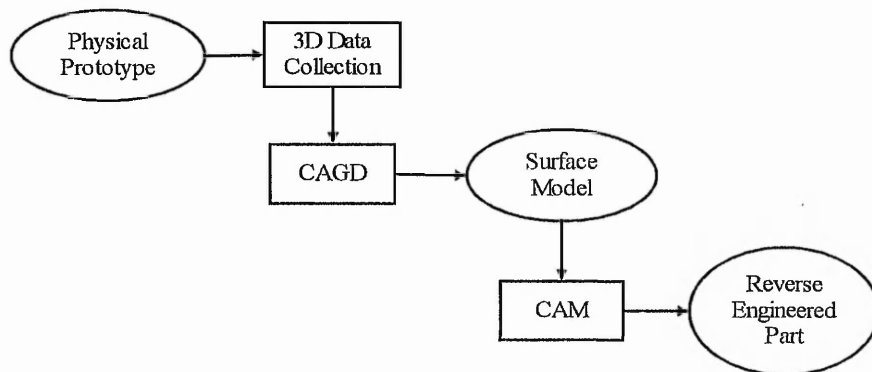 Physical
Prototype
3D Data
Collection
CAGD
Surface
Model
CAM
Reverse
Engineered
Part